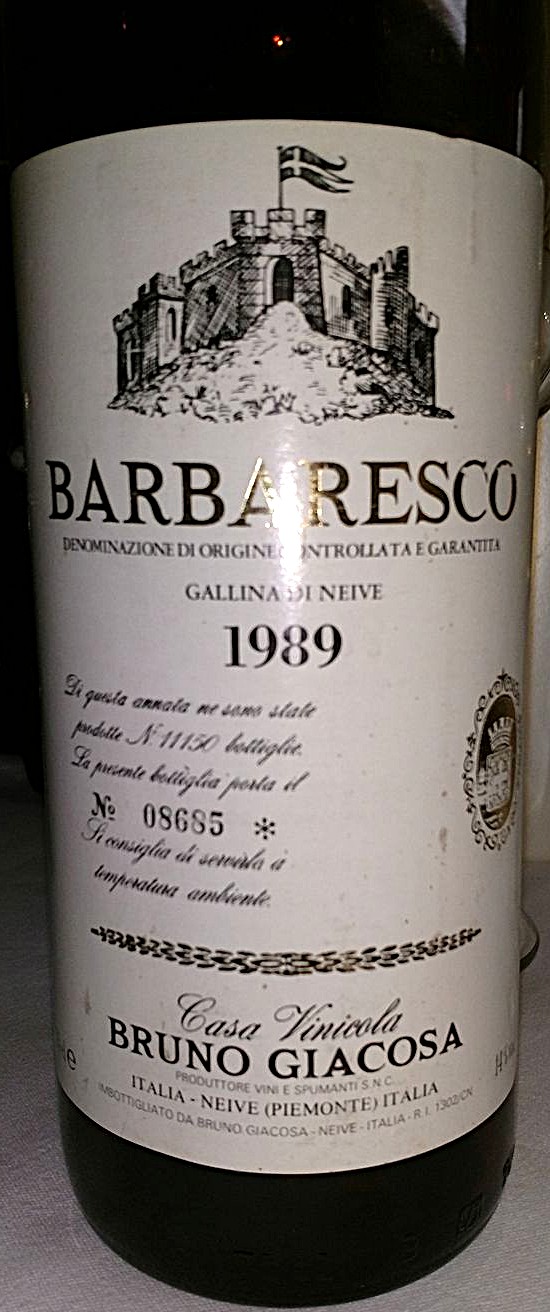 BARBARESCO
DENOMINAZIONE DI ORIGINE CONTROLLATA E GARANTITA
GALLINA DI NEIVE
1989
Di questa annata ne sono state
prodotte N. 11150 bottiglie.
La presente bottiglia porta il
№ 08685 *
Si consiglia di servirla a
temperatura ambiente.
Casa Vinicola
BRUNO GIACOSA
PRODUTTORE VINI E SPUMANTI S.N.C.
ITALIA - NEIVE (PIEMONTE) ITALIA
IMBOTTIGLIATO DA BRUNO GIACOSA - NEIVE - ITALIA - R.I. 1302/CN
e
14%